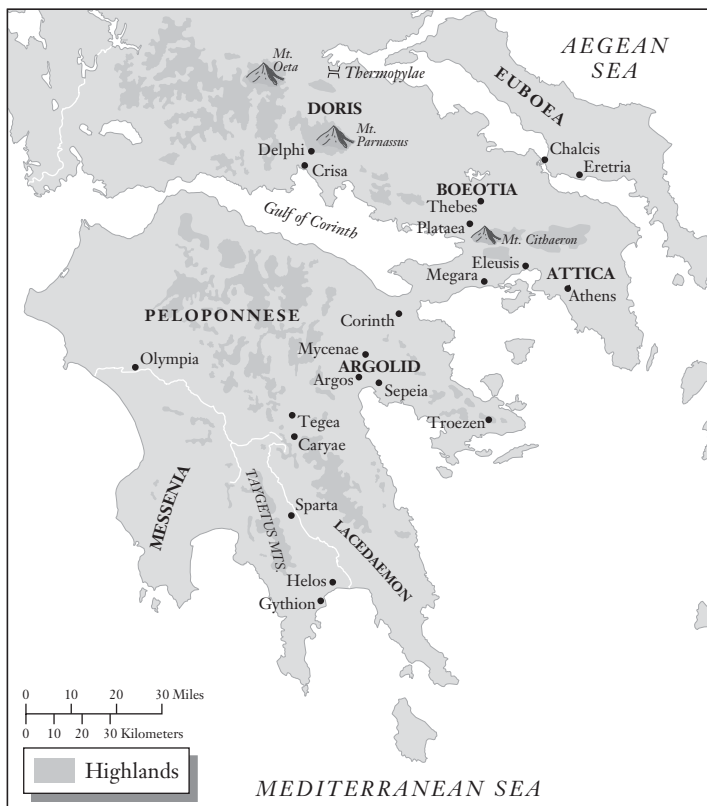 AEGEAN
SEA
Mt.
Oeta
Thermopylae
EUBOEA
DORIS
Mt.
Parnassus
Delphi
Crisa
Chalcis
Eretria
BOEOTIA
Thebes
Plataea
Mt. Cithaeron
Gulf of Corinth
Eleusis
Megara
ATTICA
Athens
PELOPONNESE
Corinth
Mycenae
Olympia
ARGOLID
Argos
Sepeia
Tegea
Troezen
Caryae
MESSENIA
TAYGETUS MTS.
Sparta
LACEDAEMON
Helos
Gythion
0 10 20 30 Miles
0 10 20 30 Kilometers
Highlands
MEDITERRANEAN SEA